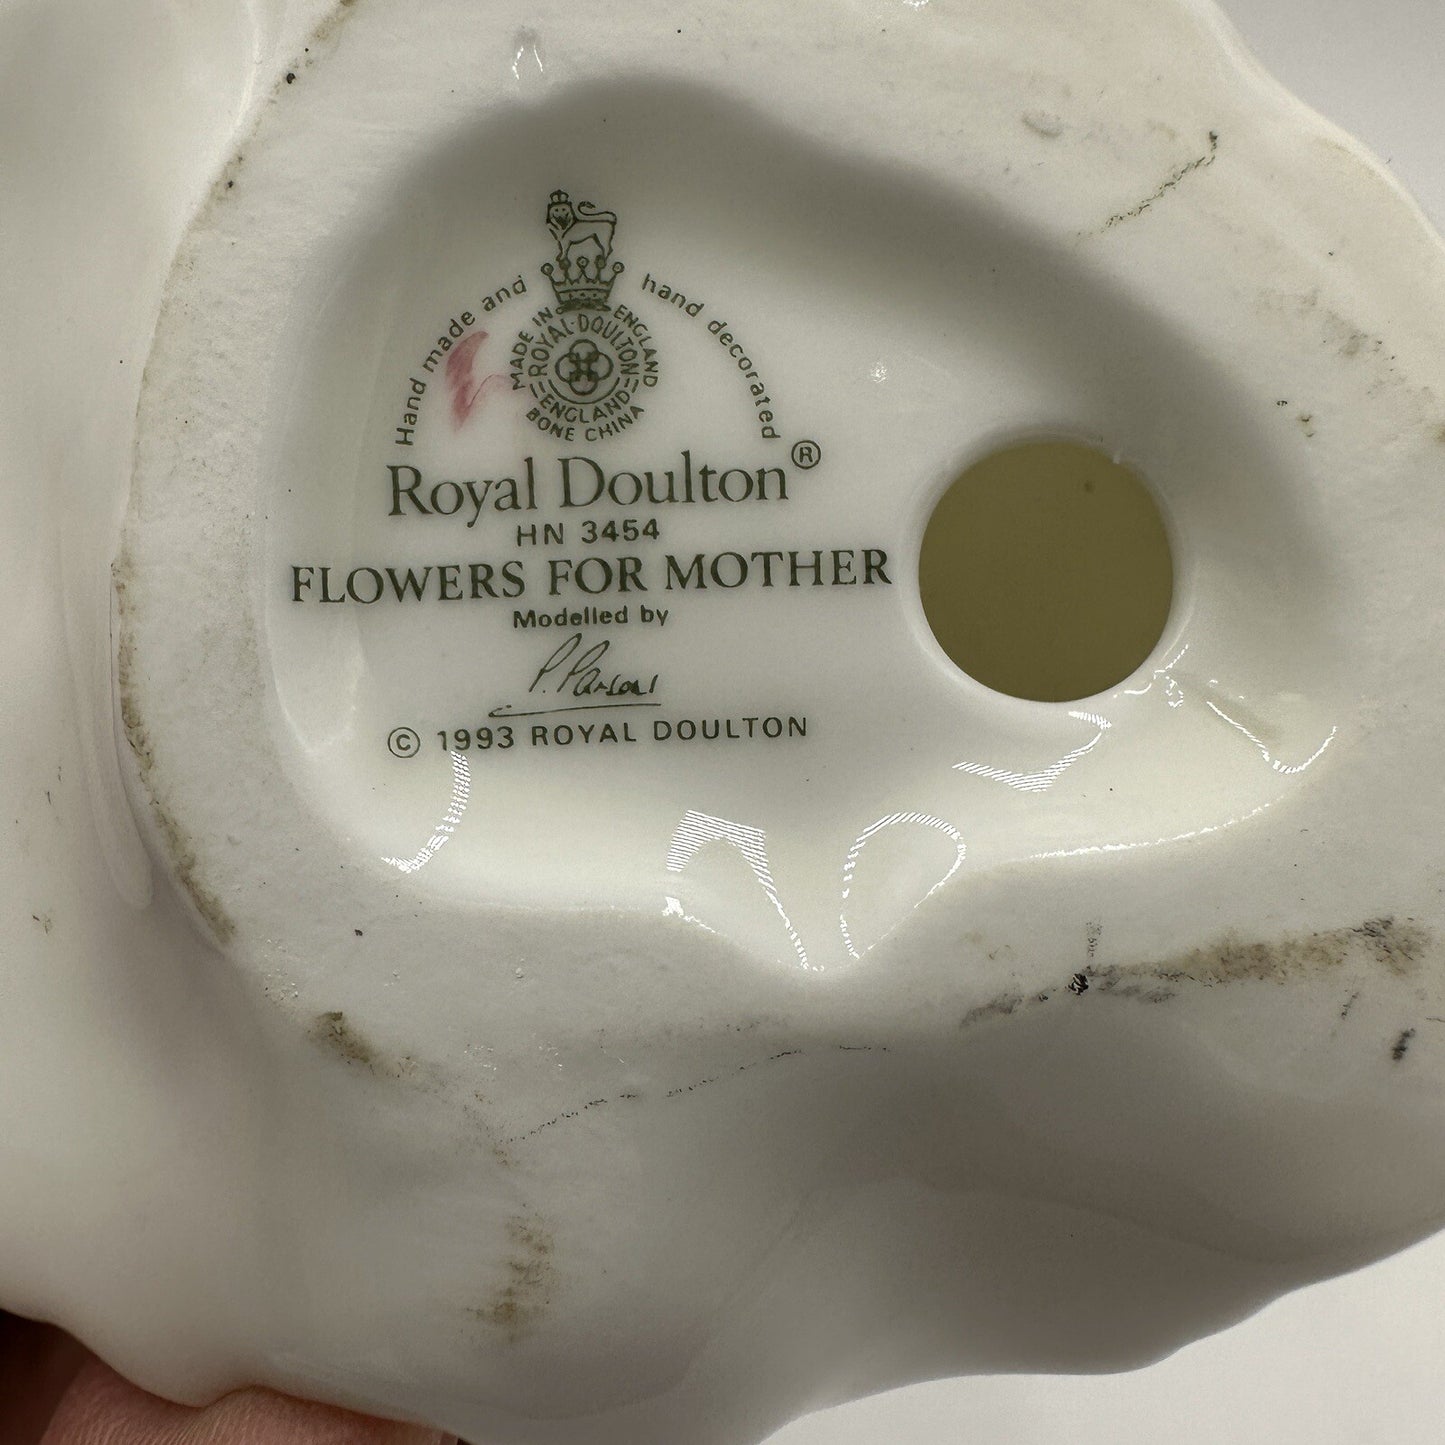 Hand made and hand decorated
MADE IN ENGLAND
ROYAL·DOULTON
ENGLAND
BONE CHINA
Royal Doulton®
HN 3454
FLOWERS FOR MOTHER
Modelled by
P. Parsons
© 1993 ROYAL DOULTON